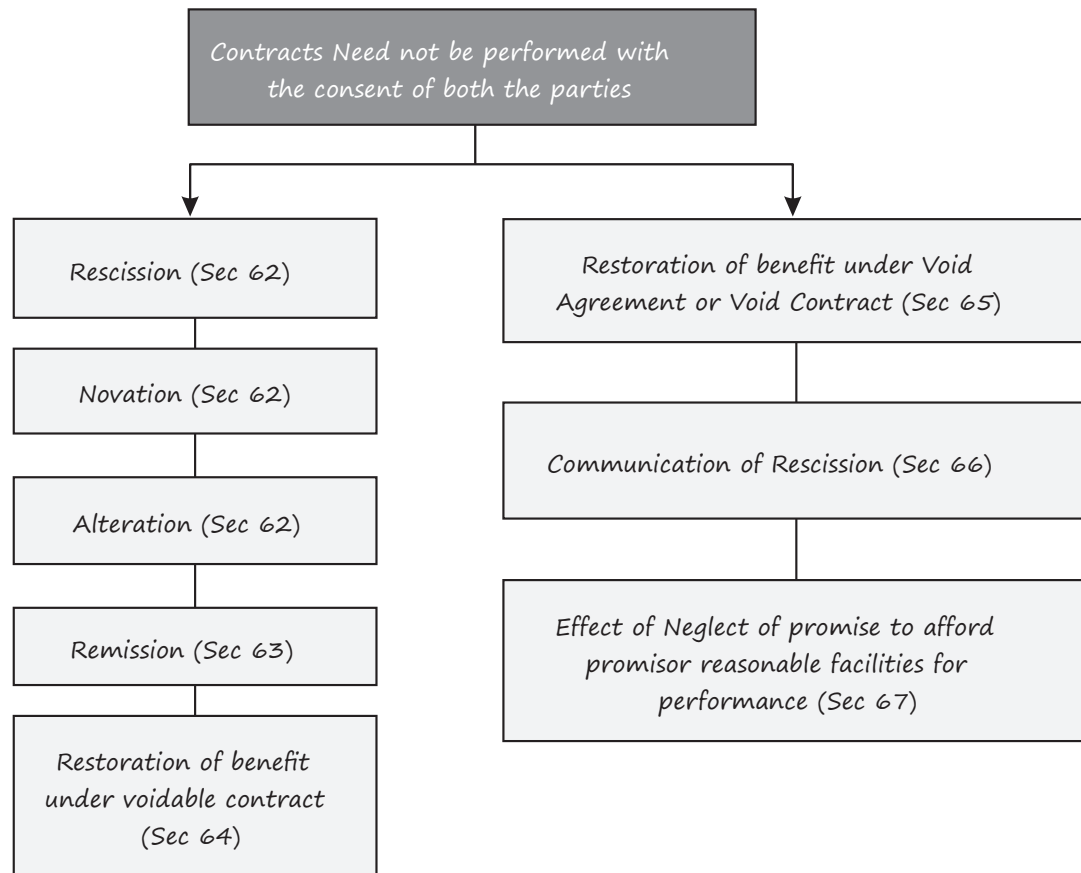 Contracts Need not be performed with
the consent of both the parties
Rescission (Sec 62)
Novation (Sec 62)
Alteration (Sec 62)
Remission (Sec 63)
Restoration of benefit
under voidable contract
(Sec 64)
Restoration of benefit under Void
Agreement or Void Contract (Sec 65)
Communication of Rescission (Sec 66)
Effect of Neglect of promise to afford
promisor reasonable facilities for
performance (Sec 67)